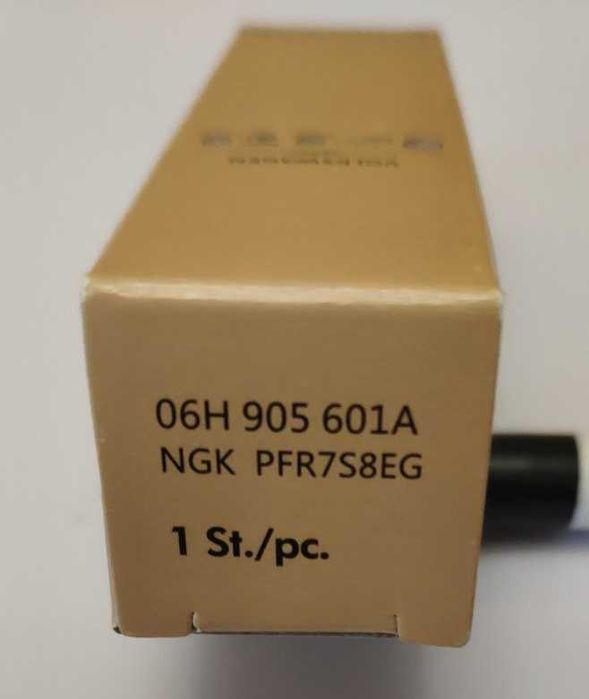 06H 905 601A
NGK PFR7S8EG
1 St./pc.